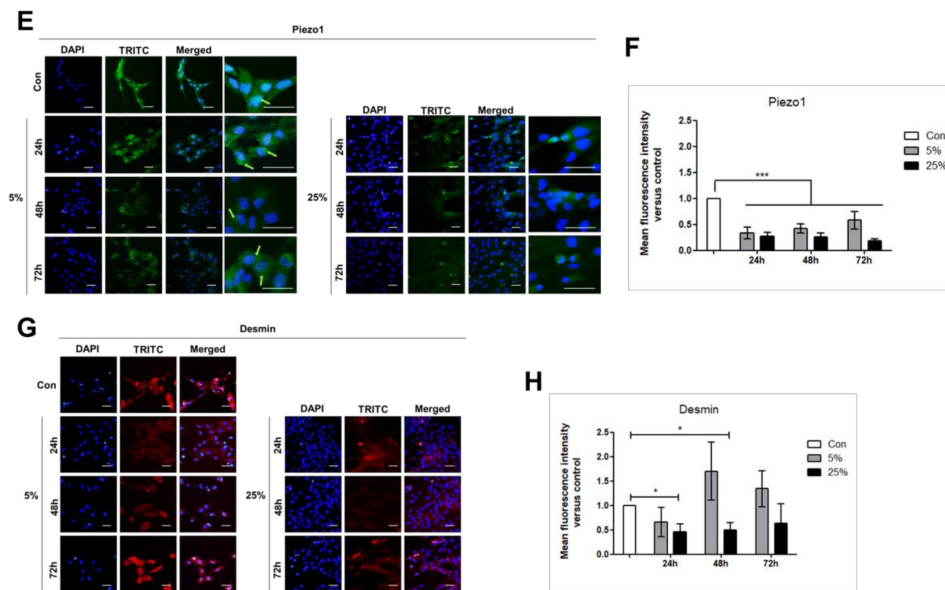 E
Piezo1
DAPI TRITC Merged
Con
5%
24h
48h
72h
DAPI TRITC Merged
25%
24h
48h
72h
F
Piezo1
Mean fluorescence intensity
versus control
2.5
2.0
1.5
1.0
0.5
0.0
***
24h 48h 72h
Con
5%
25%
G
Desmin
DAPI TRITC Merged
Con
5%
24h
48h
72h
DAPI TRITC Merged
25%
24h
48h
72h
H
Desmin
Mean fluorescence intensity
versus control
2.5
2.0
1.5
1.0
0.5
0.0
*
*
24h 48h 72h
Con
5%
25%